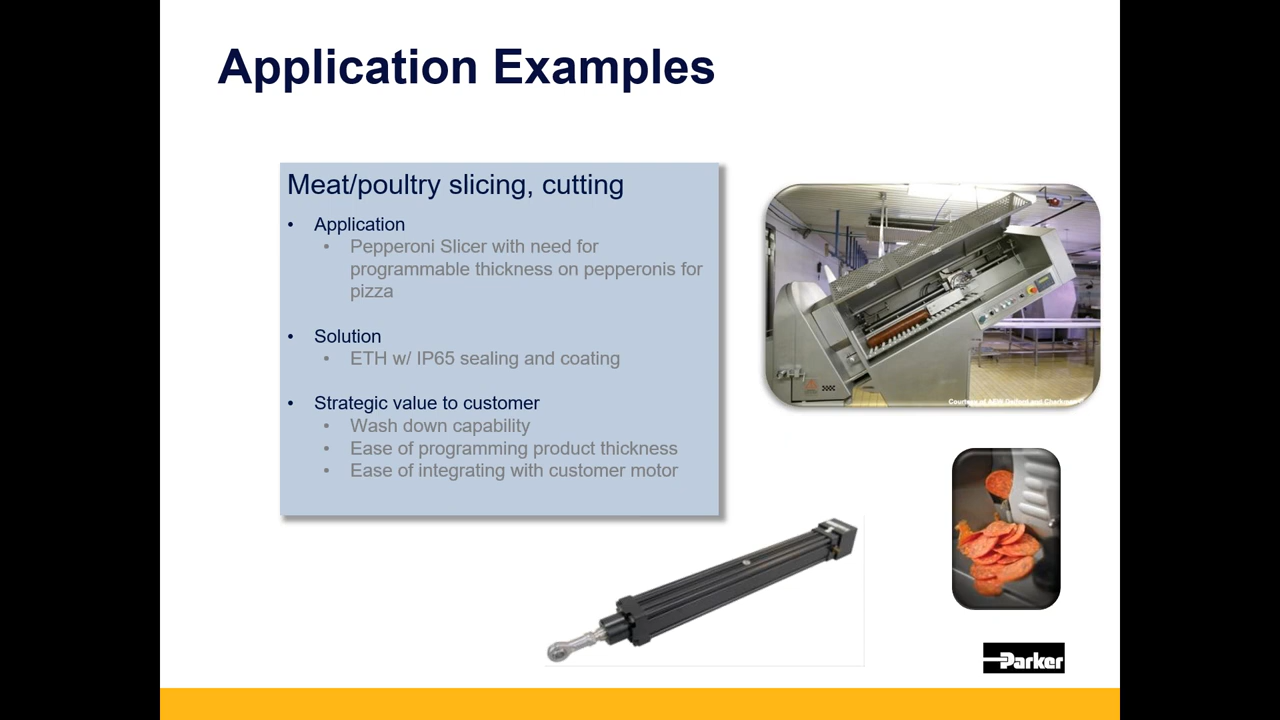 Application Examples
Meat/poultry slicing, cutting
• Application
• Pepperoni Slicer with need for
programmable thickness on pepperonis for
pizza
• Solution
• ETH w/ IP65 sealing and coating
• Strategic value to customer
• Wash down capability
• Ease of programming product thickness
• Ease of integrating with customer motor
Courtesy of
Parker